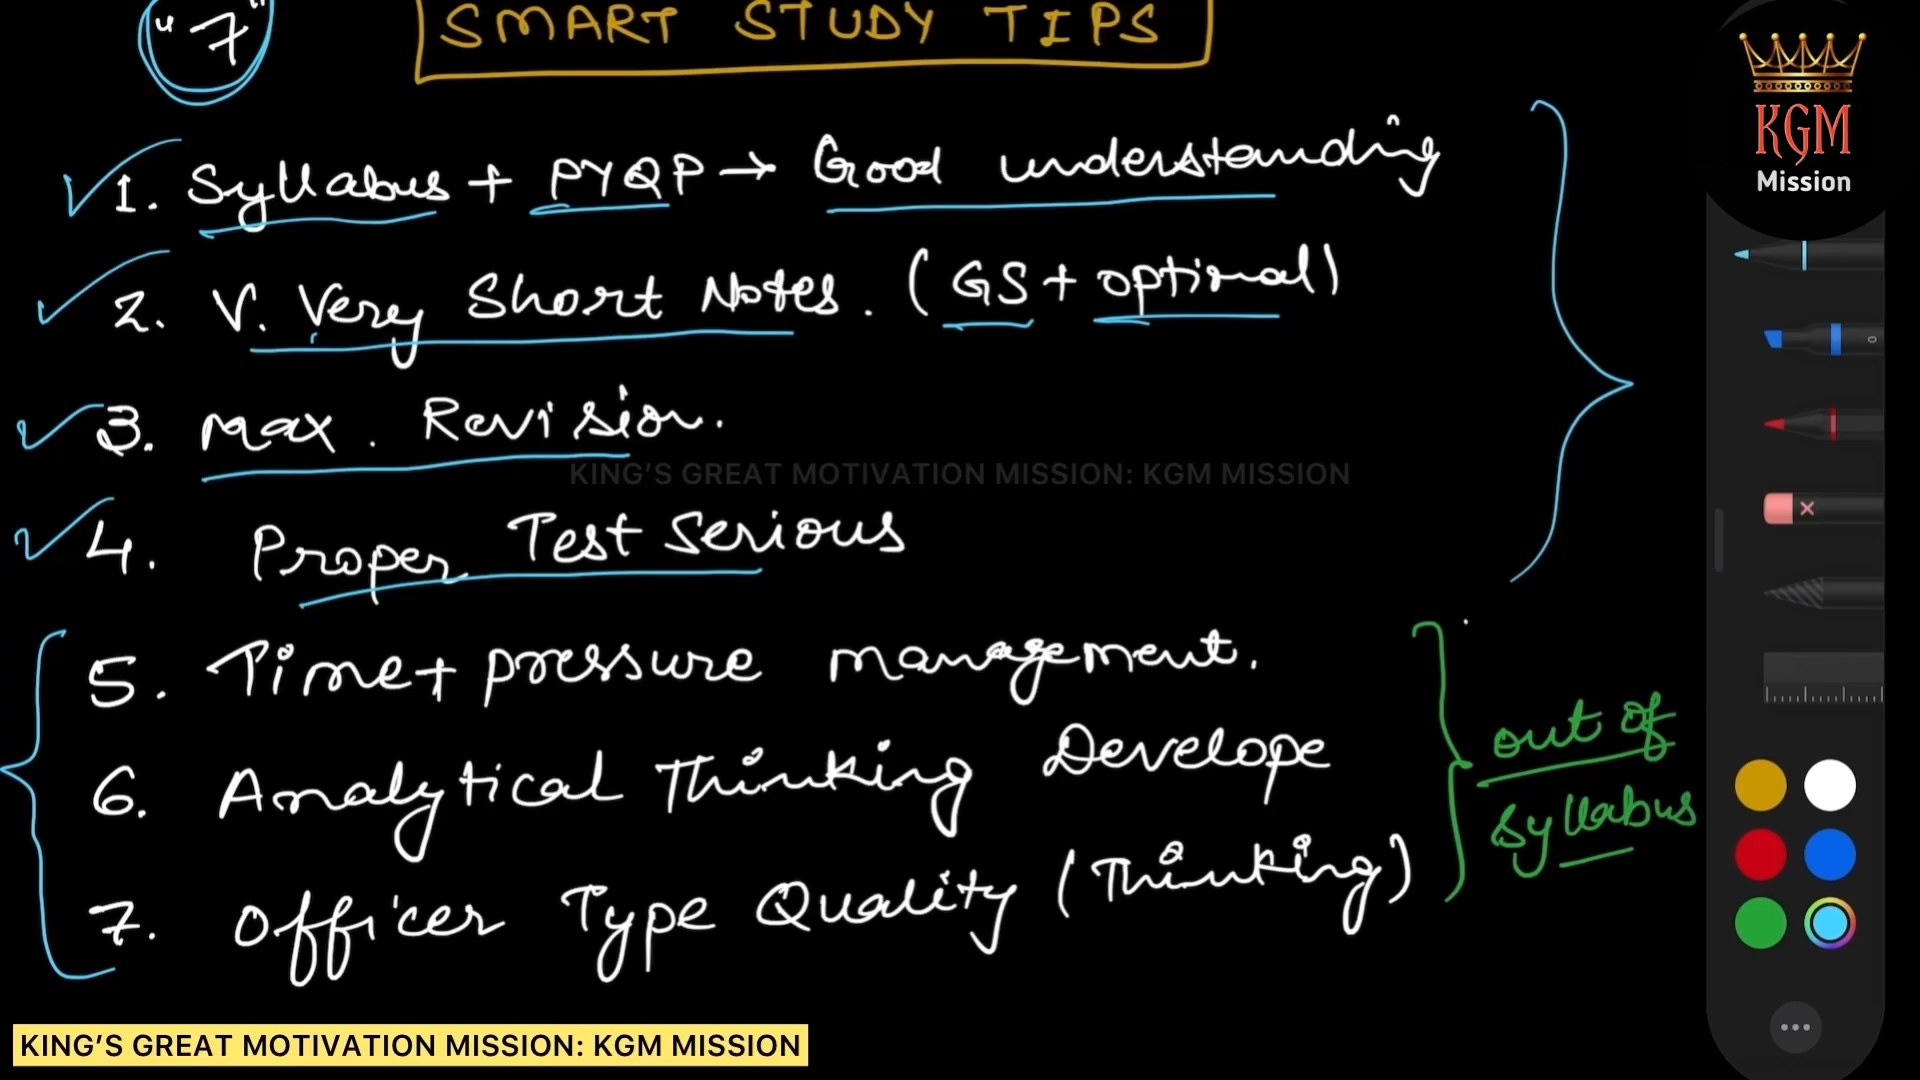 "7" SMART STUDY TIPS
KGM
Mission
1. Syllabus + PYQP → Good understanding
2. V. Very Short Notes. (GS + optional)
3. Max. Revision.
4. Proper Test Serious
5. Time + pressure management.
6. Analytical Thinking Develope
7. Officer Type Quality (Thinking)
out of
syllabus
KING'S GREAT MOTIVATION MISSION: KGM MISSION
KING'S GREAT MOTIVATION MISSION: KGM MISSION